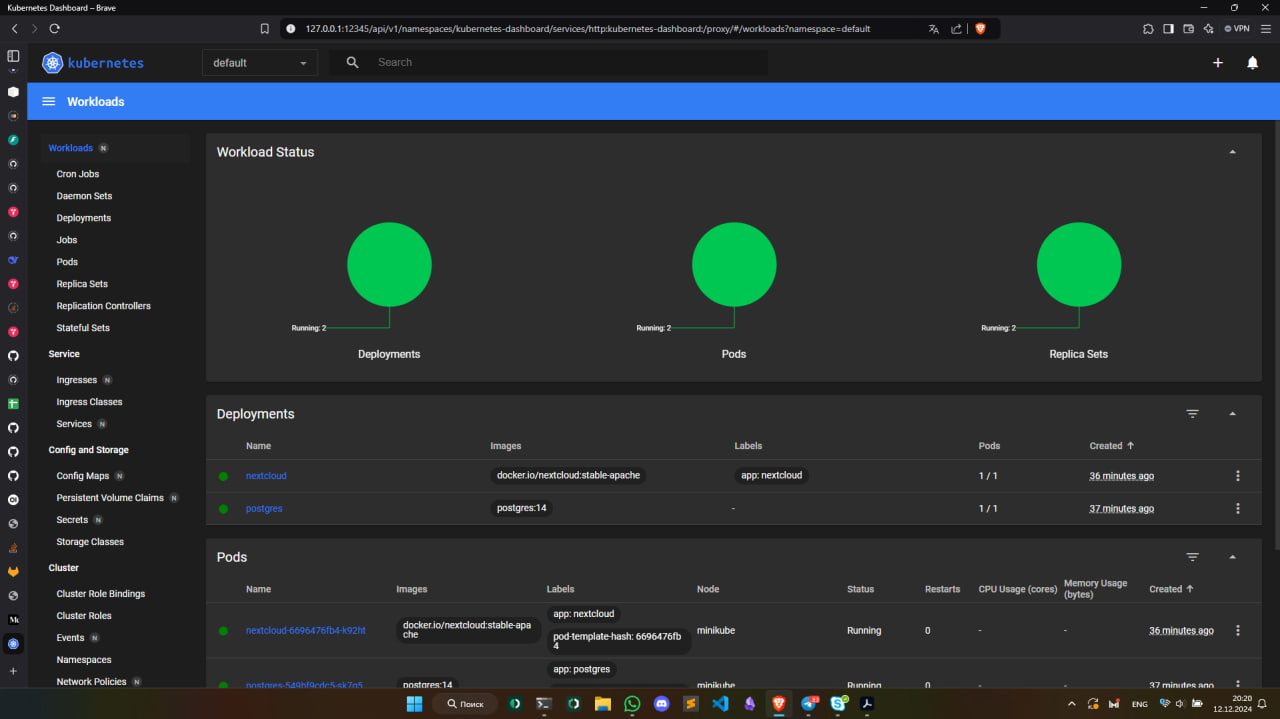 Kubernetes Dashboard – Brave
127.0.0.1:12345/api/v1/namespaces/kubernetes-dashboard/services/http:kubernetes-dashboard:/proxy/#/workloads?namespace=default
VPN
kubernetes
default
Search
Workloads
Workloads N
Cron Jobs
Daemon Sets
Deployments
Jobs
Pods
Replica Sets
Replication Controllers
Stateful Sets
Service
Ingresses N
Ingress Classes
Services N
Config and Storage
Config Maps N
Persistent Volume Claims N
Secrets N
Storage Classes
Cluster
Cluster Role Bindings
Cluster Roles
Events N
Namespaces
Network Policies N
Workload Status
Running: 2
Deployments
Running: 2
Pods
Running: 2
Replica Sets
Deployments
Name Images Labels Pods Created
nextcloud docker.io/nextcloud:stable-apache app: nextcloud 1 / 1 36 minutes ago
postgres postgres:14 - 1 / 1 37 minutes ago
Pods
Name Images Labels Node Status Restarts CPU Usage (cores) Memory Usage (bytes) Created
nextcloud-6696476fb4-k92ht
docker.io/nextcloud:stable-apa
che
app: nextcloud
pod-template-hash: 6696476fb
4
minikube Running 0 - - 36 minutes ago
app: postgres
postgres-549bf9cdc5-sk7g5 postgres:14 minikube Running 0 - - 37 minutes ago
Поиск
ENG
20:20
12.12.2024